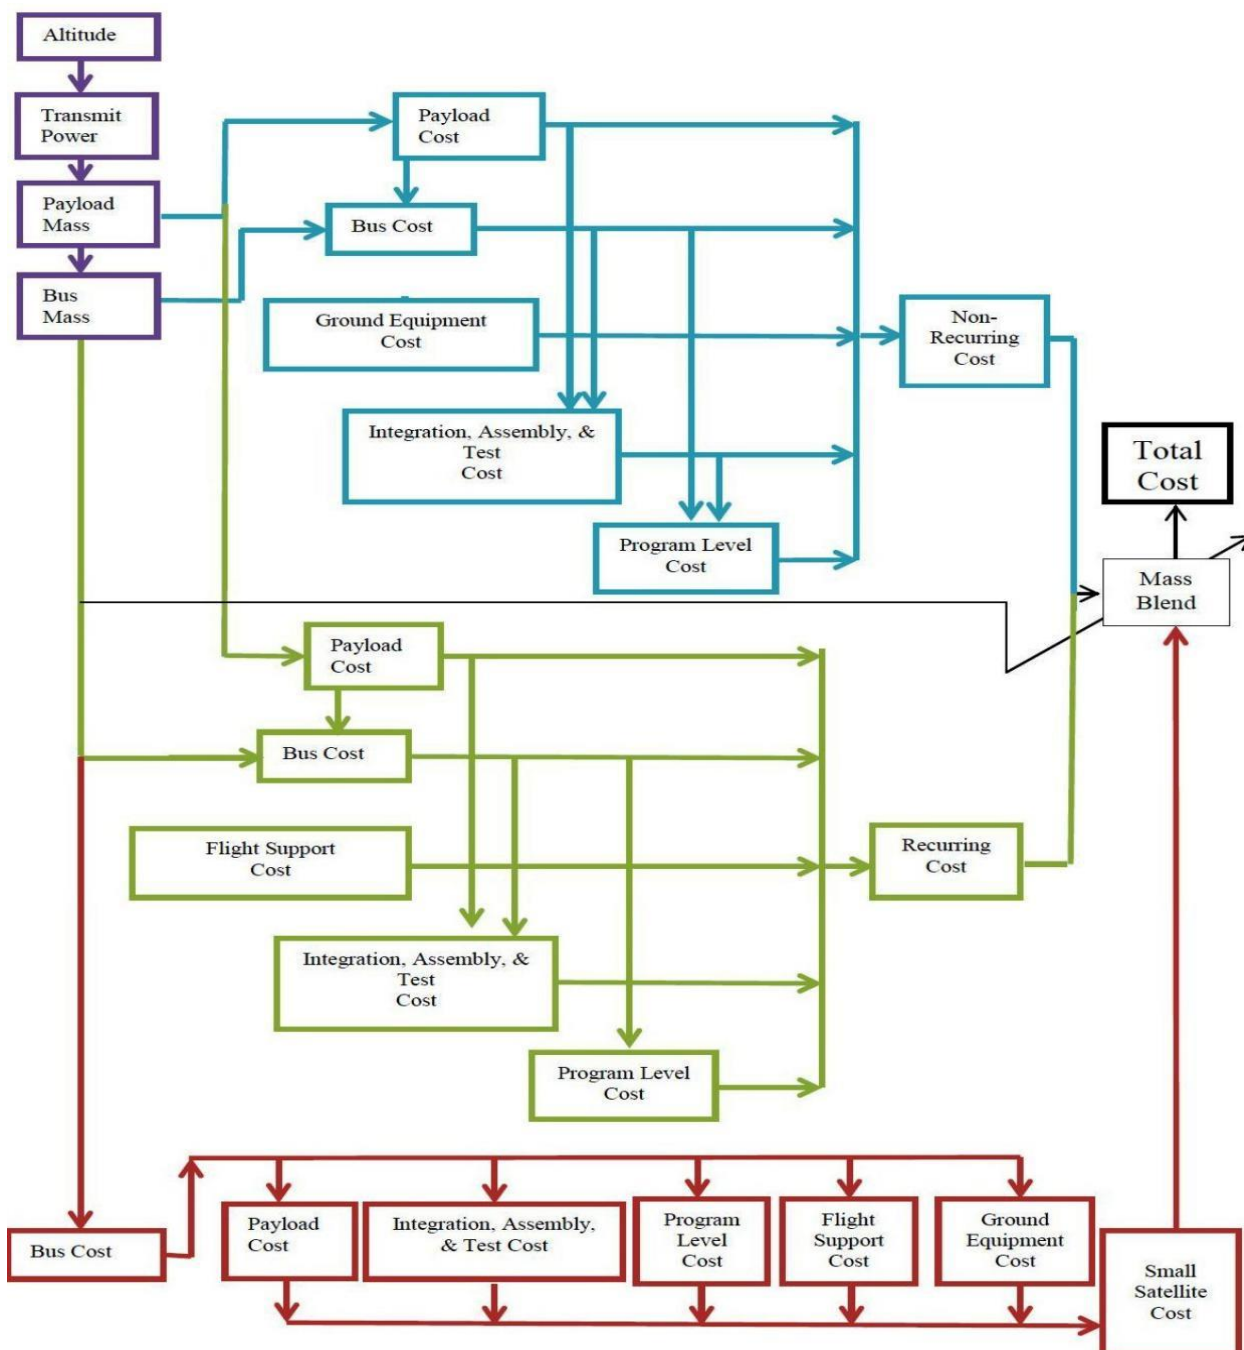 Altitude
Transmit
Power
Payload
Mass
Bus
Mass
Payload
Cost
Bus Cost
Ground Equipment
Cost
Integration, Assembly, &
Test
Cost
Program Level
Cost
Non-
Recurring
Cost
Total
Cost
Mass
Blend
Payload
Cost
Bus Cost
Flight Support
Cost
Integration, Assembly, &
Test
Cost
Program Level
Cost
Recurring
Cost
Bus Cost
Payload
Cost
Integration, Assembly,
& Test Cost
Program
Level
Cost
Flight
Support
Cost
Ground
Equipment
Cost
Small
Satellite
Cost